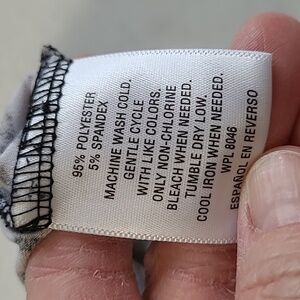 95% POLYESTER
5% SPANDEX
MACHINE WASH COLD.
GENTLE CYCLE
WITH LIKE COLORS.
ONLY NON-CHLORINE
BLEACH WHEN NEEDED.
TUMBLE DRY LOW.
COOL IRON WHEN NEEDED.
WPL 8046
ESPAÑOL EN REVERSO